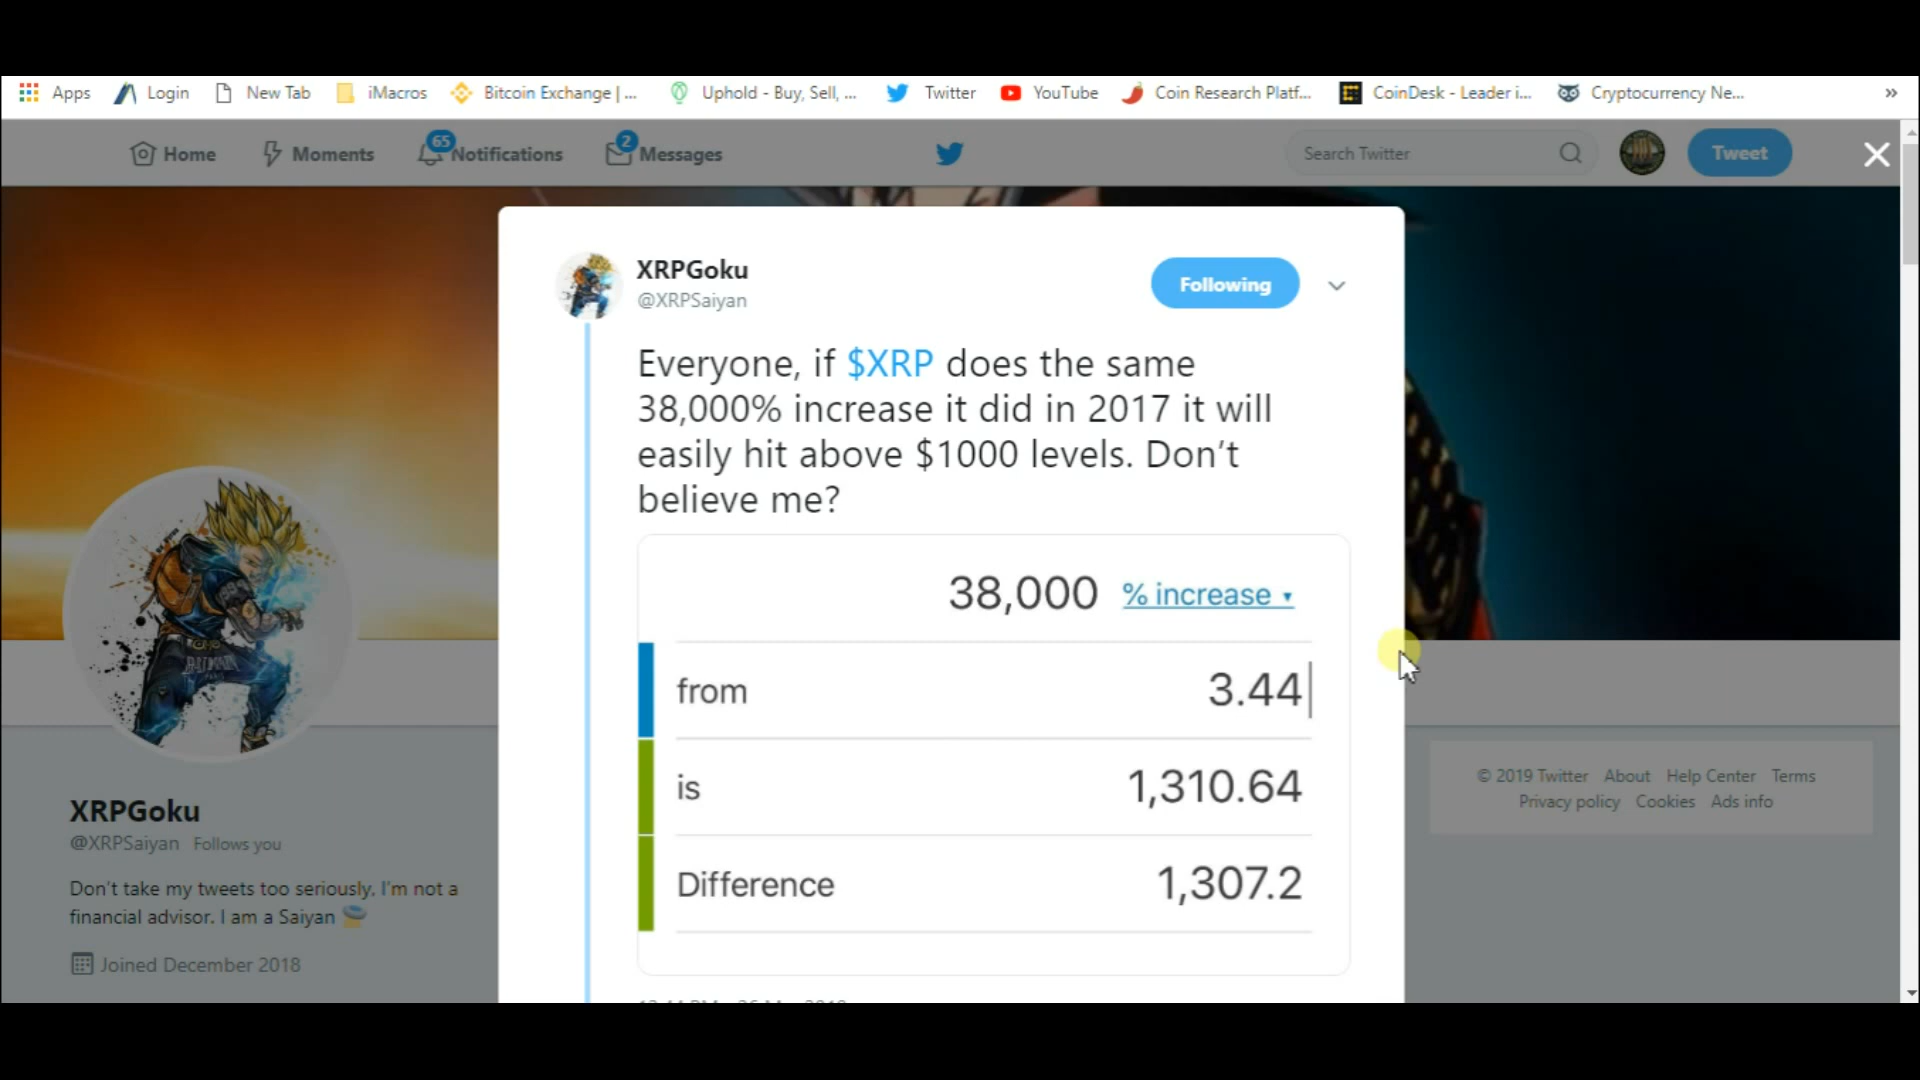 Apps Login New Tab iMacros Bitcoin Exchange | ... Uphold - Buy, Sell, ... Twitter YouTube Coin Research Platf... CoinDesk - Leader i... Cryptocurrency Ne... »
Home Moments 65 Notifications 2 Messages Search Twitter Tweet
XRPGoku
@XRPSaiyan
Following
Everyone, if $XRP does the same
38,000% increase it did in 2017 it will
easily hit above $1000 levels. Don't
believe me?
38,000 % increase
from 3.44
is 1,310.64
Difference 1,307.2
XRPGoku
@XRPSaiyan Follows you
Don't take my tweets too seriously, I'm not a
financial advisor. I am a Saiyan
Joined December 2018
© 2019 Twitter About Help Center Terms
Privacy policy Cookies Ads info